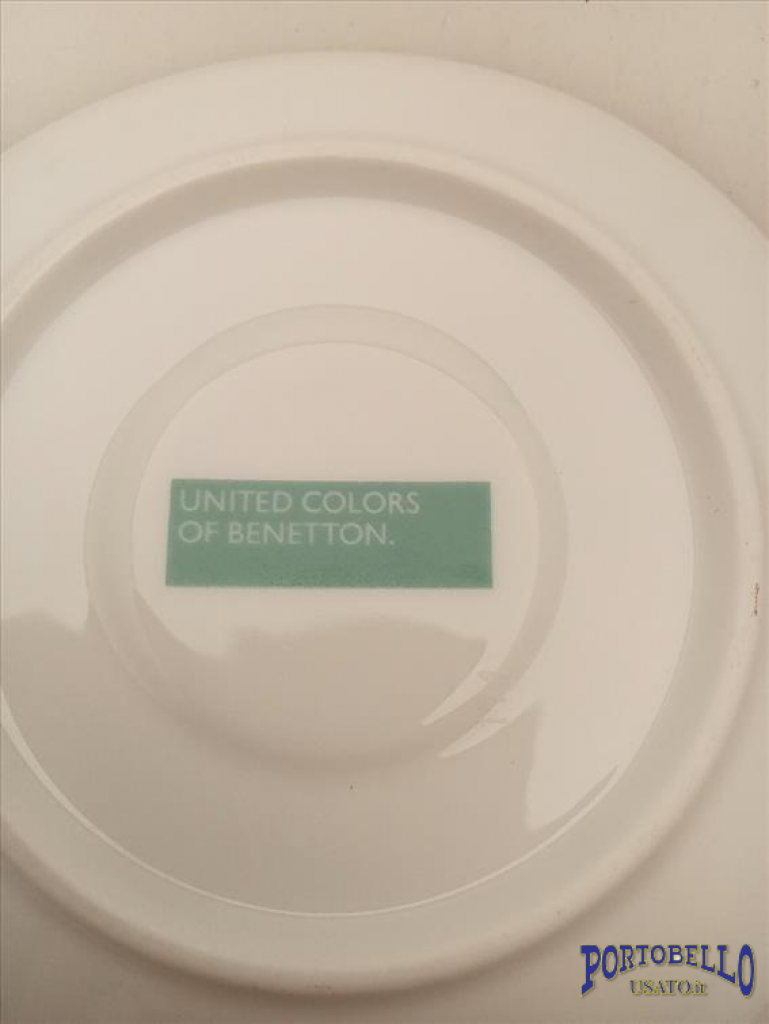 UNITED COLORS
OF BENETTON.
PORTOBELLO
USATO.it